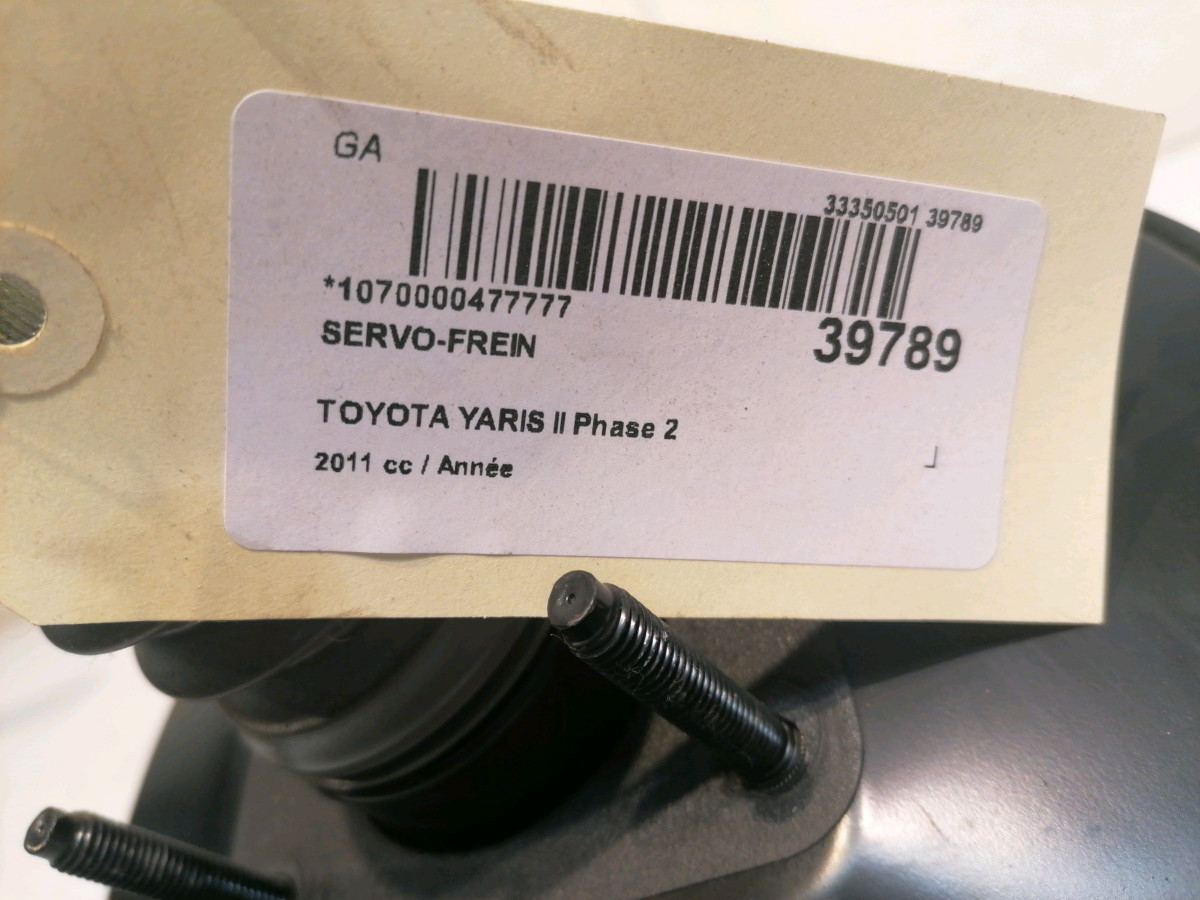 GA
33350501 39789
*1070000477777
SERVO-FREIN
39789
TOYOTA YARIS II Phase 2
2011 cc / Année